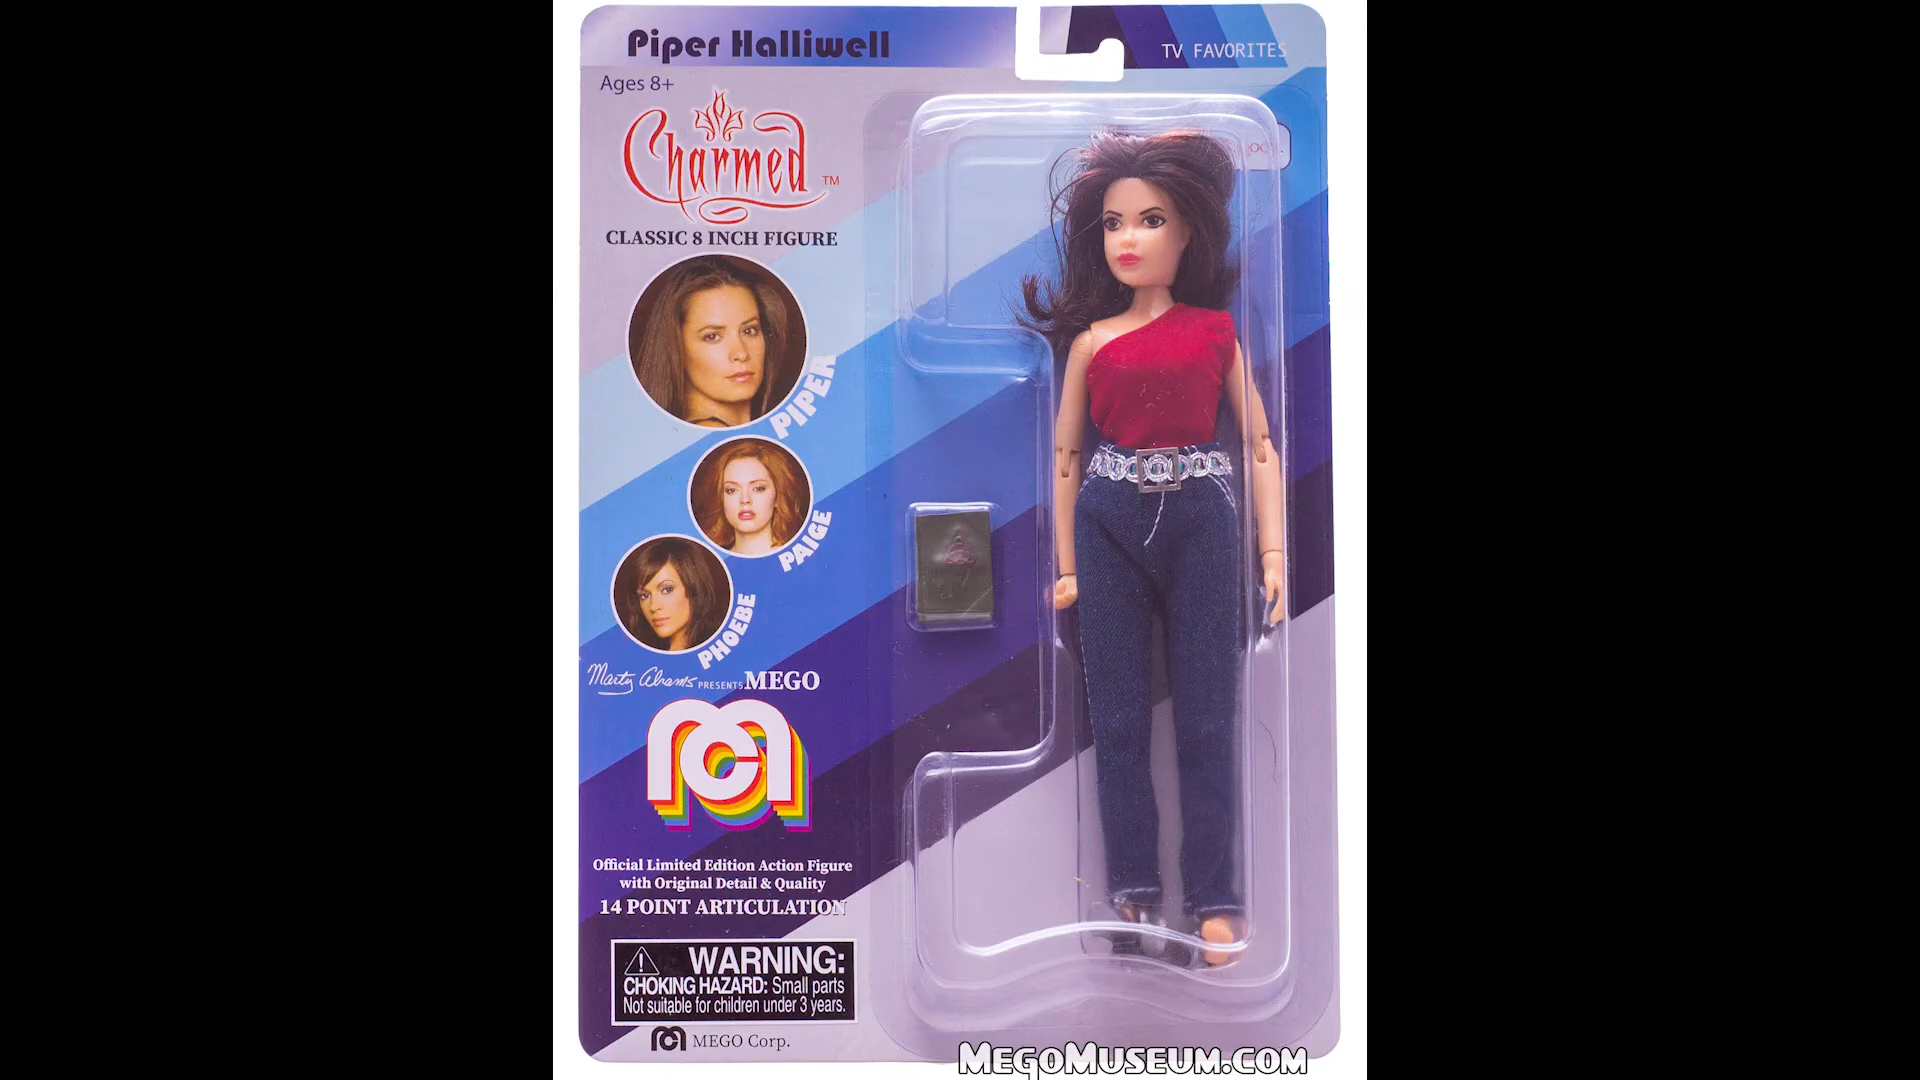 Piper Halliwell
TV FAVORITES
Ages 8+
Charmed TM
CLASSIC 8 INCH FIGURE
PIPER
PAIGE
PHOEBE
Marty Abrams PRESENTS MEGO
Official Limited Edition Action Figure
with Original Detail & Quality
14 POINT ARTICULATION
WARNING:
CHOKING HAZARD: Small parts
Not suitable for children under 3 years.
MEGO Corp.
MEGOMUSEUM.COM